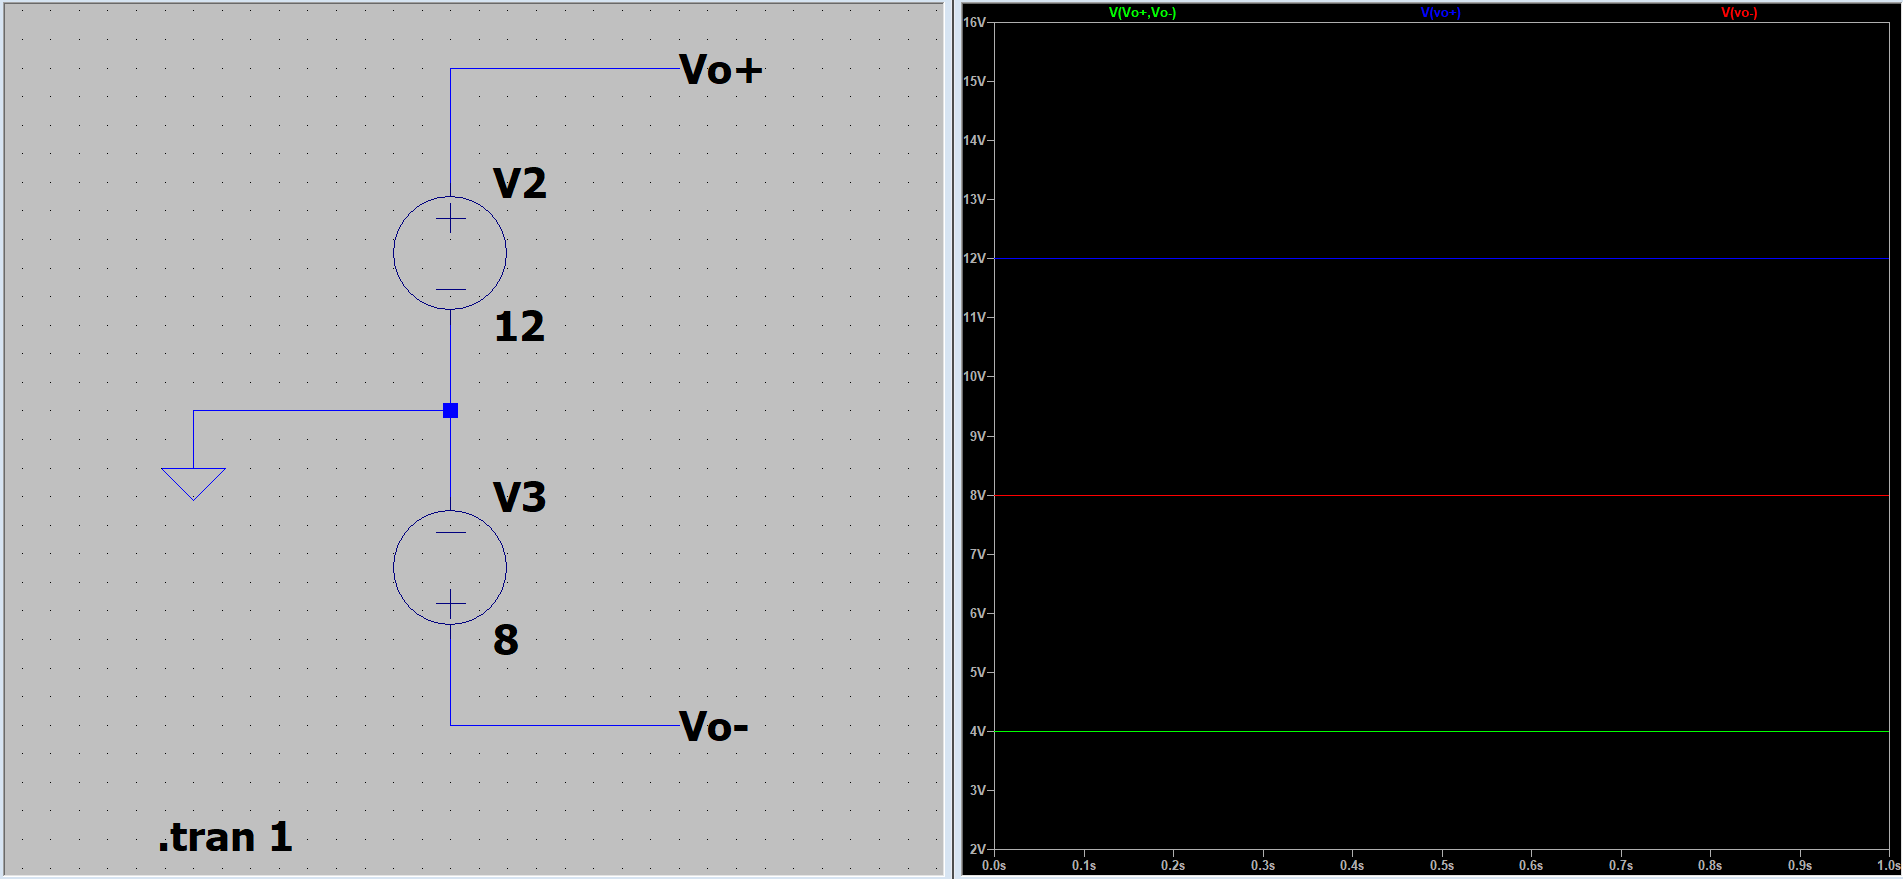 Vo+
V2
12
V3
8
Vo-
.tran 1
V(Vo+,Vo-) V(vo+) V(vo-)
16V
15V
14V
13V
12V
11V
10V
9V
8V
7V
6V
5V
4V
3V
2V
0.0s 0.1s 0.2s 0.3s 0.4s 0.5s 0.6s 0.7s 0.8s 0.9s 1.0s